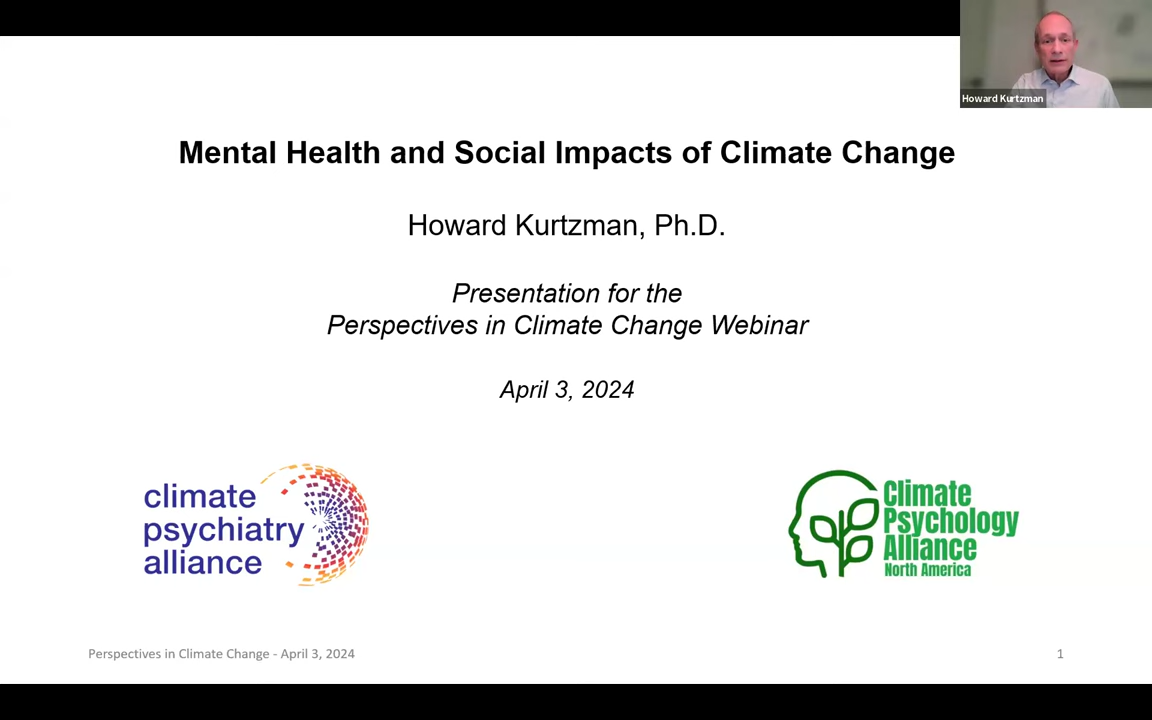 Howard Kurtzman
Mental Health and Social Impacts of Climate Change
Howard Kurtzman, Ph.D.
Presentation for the
Perspectives in Climate Change Webinar
April 3, 2024
climate
psychiatry
alliance
Climate
Psychology
Alliance
North America
Perspectives in Climate Change - April 3, 2024
1